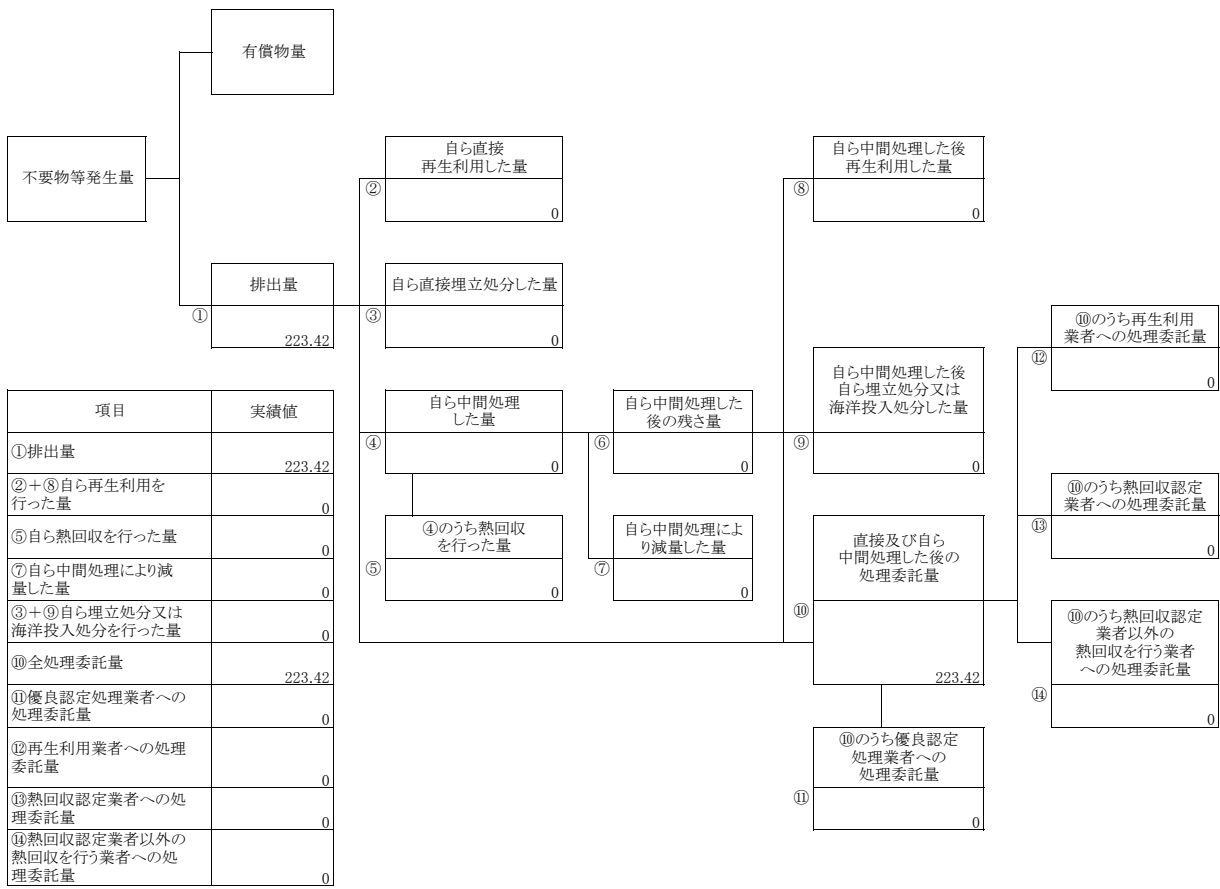 有償物量
不要物等発生量
自ら直接
再生利用した量
②
0
自ら中間処理した後
再生利用した量
⑧
0
排出量
①
223.42
自ら直接埋立処分した量
③
0
⑩のうち再生利用
業者への処理委託量
⑫
0
自ら中間処理
した量
④
0
自ら中間処理した
後の残さ量
⑥
0
自ら中間処理した後
自ら埋立処分又は
海洋投入処分した量
⑨
0
⑩のうち熱回収認定
業者への処理委託量
⑬
0
④のうち熱回収
を行った量
⑤
0
自ら中間処理によ
り減量した量
⑦
0
直接及び自ら
中間処理した後の
処理委託量
⑩
223.42
⑩のうち熱回収認定
業者以外の
熱回収を行う業者
への処理委託量
⑭
0
⑩のうち優良認定
処理業者への
処理委託量
⑪
0
項目 実績値
①排出量
223.42
②+⑧自ら再生利用を
行った量
0
⑤自ら熱回収を行った量
0
⑦自ら中間処理により減
量した量
0
③+⑨自ら埋立処分又は
海洋投入処分を行った量
0
⑩全処理委託量
223.42
⑪優良認定処理業者への
処理委託量
0
⑫再生利用業者への処理
委託量
0
⑬熱回収認定業者への処
理委託量
0
⑭熱回収認定業者以外の
熱回収を行う業者への処
理委託量
0